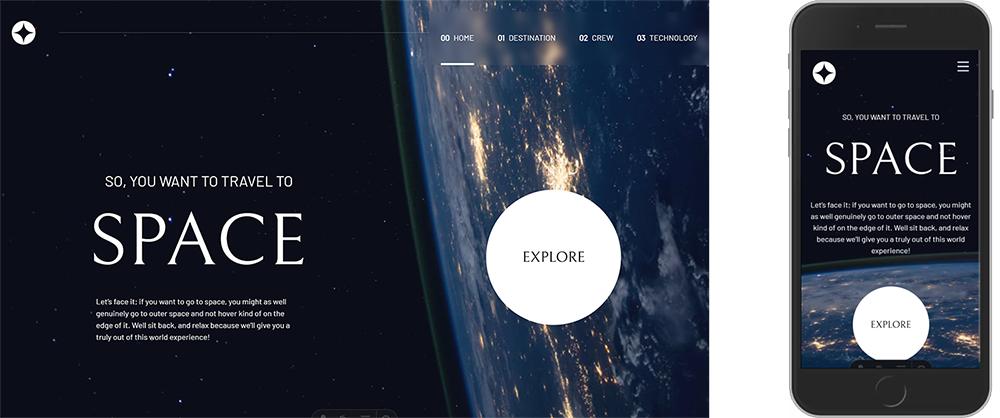 00 HOME 01 DESTINATION 02 CREW 03 TECHNOLOGY
SO, YOU WANT TO TRAVEL TO
SPACE
Let's face it; if you want to go to space, you might as well
genuinely go to outer space and not hover kind of on the
edge of it. Well sit back, and relax because we'll give you a
truly out of this world experience!
EXPLORE
SO, YOU WANT TO TRAVEL TO
SPACE
Let's face it; if you want to go to space, you might
as well genuinely go to outer space and not hover
kind of on the edge of it. Well sit back, and relax
because we'll give you a truly out of this world
experience!
EXPLORE